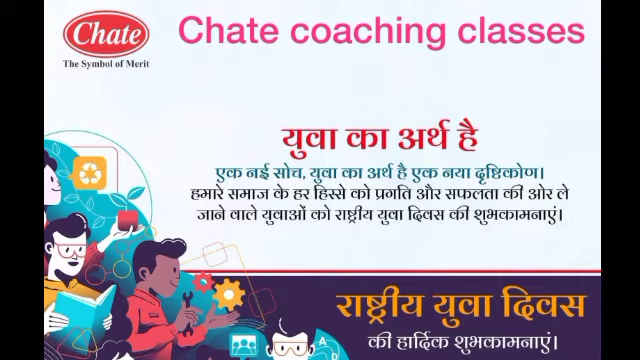 Chate
The Symbol of Merit
Chate coaching classes
युवा का अर्थ है
एक नई सोच, युवा का अर्थ है एक नया दृष्टिकोण।
हमारे समाज के हर हिस्से को प्रगति और सफलता की ओर ले
जाने वाले युवाओं को राष्ट्रीय युवा दिवस की शुभकामनाएं।
राष्ट्रीय युवा दिवस
की हार्दिक शुभकामनाएं।
A